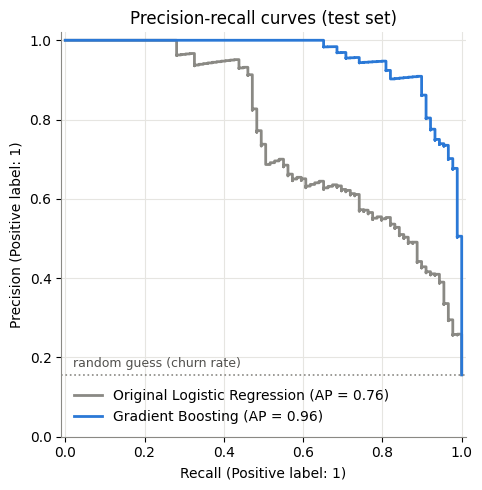 Precision-recall curves (test set)
1.0
0.8
0.6
0.4
0.2
0.0
Precision (Positive label: 1)
random guess (churn rate)
Original Logistic Regression (AP = 0.76)
Gradient Boosting (AP = 0.96)
0.0 0.2 0.4 0.6 0.8 1.0
Recall (Positive label: 1)